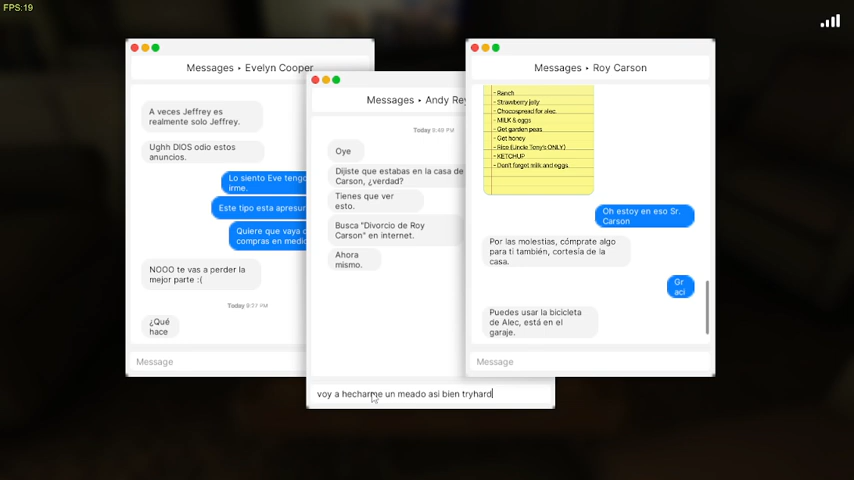 FPS:19
Messages • Evelyn Cooper
A veces Jeffrey es
realmente solo Jeffrey.
Ughh DIOS odio estos
anuncios.
Lo siento Eve tengo
irme.
Este tipo esta apresur
Quiere que vaya
compras en medio
NOOO te vas a perder la
mejor parte :(
Today 9:27 PM
¿Qué
hace
Message
Messages • Andy Rey
Today 8:48 PM
Oye
Dijiste que estabas en la casa de
Carson, ¿verdad?
Tienes que ver
esto.
Busca "Divorcio de Roy
Carson" en internet.
Ahora
mismo.
voy a hecharme un meado asi bien tryhard
Messages • Roy Carson
- Ranch
- Strawberry jelly
- Chocospread for alec.
- MILK & eggs
- Get garden peas
- Get honey
- Rice (Uncle Tony's ONLY)
- KETCHUP
- Don't forget milk and eggs.
Oh estoy en eso Sr.
Carson
Por las molestias, cómprate algo
para ti también, cortesía de la
casa.
Gr
aci
Puedes usar la bicicleta
de Alec, está en el
garaje.
Message